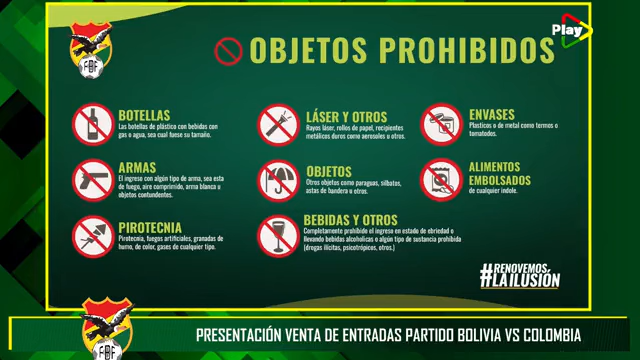 Play
FBF
OBJETOS PROHIBIDOS
BOTELLAS
Las botellas de plástico con bebidas con
gas o agua, sea cual fuese su tamaño.
ARMAS
El ingreso con algún tipo de arma, sea esta
de fuego, aire comprimido, arma blanca u
objetos contundentes.
PIROTECNIA
Pirotecnia, fuegos artificiales, granadas de
humo, de color, gases de cualquier tipo.
LÁSER Y OTROS
Rayos láser, rollos de papel, recipientes
metálicos duros como aerosoles u otros.
OBJETOS
Otros objetos como paraguas, silbatos,
astas de bandera u otros.
BEBIDAS Y OTROS
Completamente prohibido el ingreso en estado de ebriedad o
llevando bebidas alcoholicas o algún tipo de sustancia prohibida
(drogas ilícitas, psicotrópicos, otros.)
ENVASES
Plasticos o de metal como termos o
tomatodos.
ALIMENTOS
EMBOLSADOS
de cualquier índole.
#RENOVEMOS
LAILUSIÓN
FBF
PRESENTACIÓN VENTA DE ENTRADAS PARTIDO BOLIVIA VS COLOMBIA